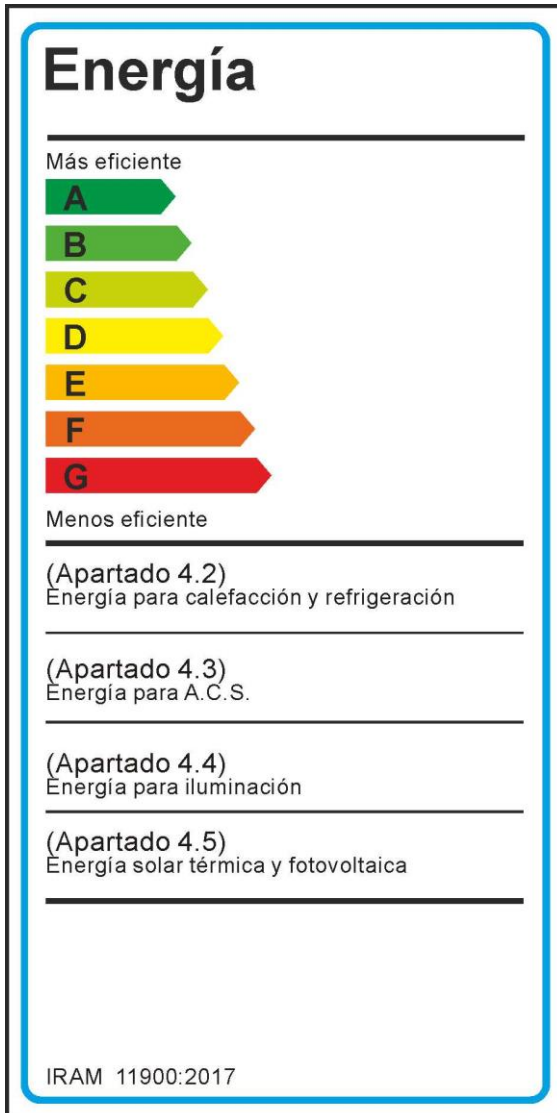 Energía
Más eficiente
A
B
C
D
E
F
G
Menos eficiente
(Apartado 4.2)
Energía para calefacción y refrigeración
(Apartado 4.3)
Energía para A.C.S.
(Apartado 4.4)
Energía para iluminación
(Apartado 4.5)
Energía solar térmica y fotovoltaica
IRAM 11900:2017